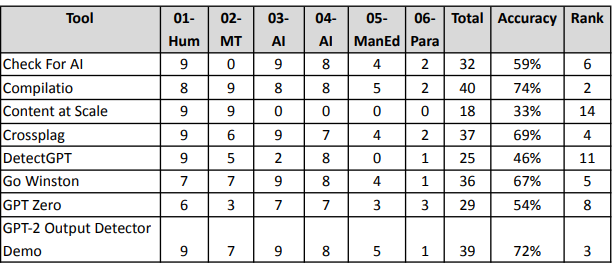 Tool 01-Hum 02-MT 03-AI 04-AI 05-ManEd 06-Para Total Accuracy Rank
Check For AI 9 0 9 8 4 2 32 59% 6
Compilatio 8 9 8 8 5 2 40 74% 2
Content at Scale 9 9 0 0 0 0 18 33% 14
Crossplag 9 6 9 7 4 2 37 69% 4
DetectGPT 9 5 2 8 0 1 25 46% 11
Go Winston 7 7 9 8 4 1 36 67% 5
GPT Zero 6 3 7 7 3 3 29 54% 8
GPT-2 Output Detector
Demo 9 7 9 8 5 1 39 72% 3